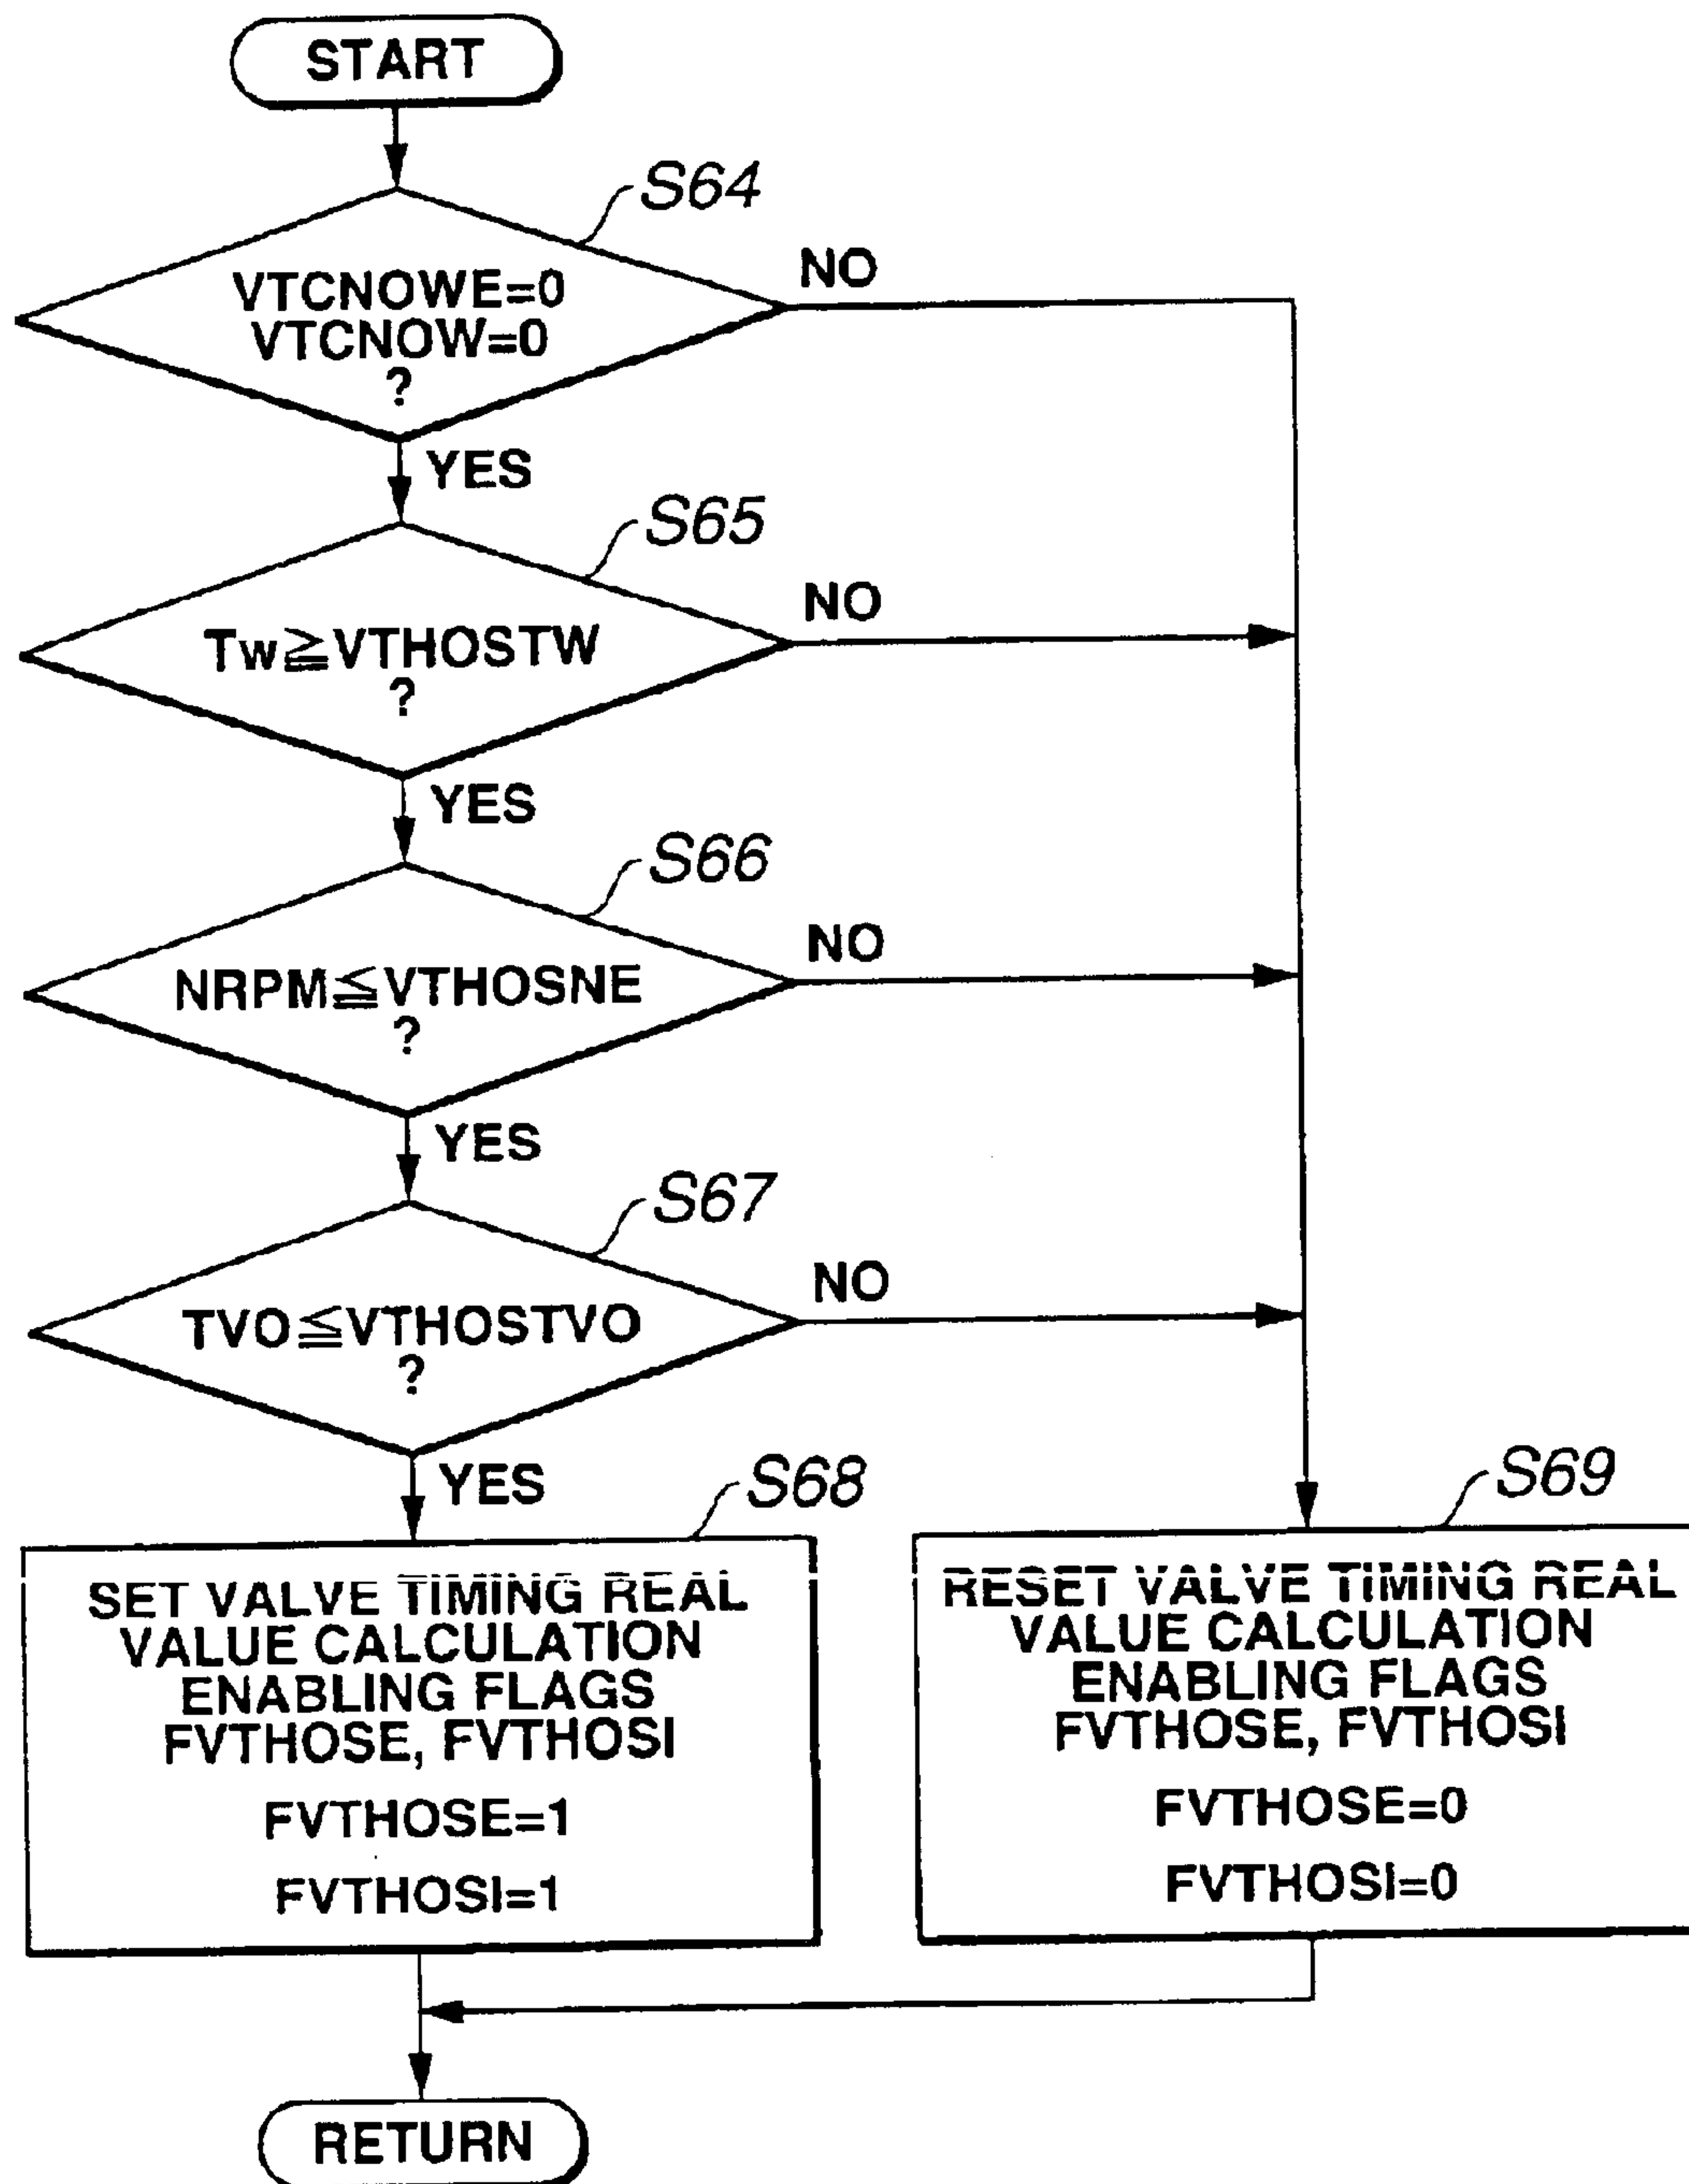 START
S64
VTCNOWE=0
VTCNOW=0
?
NO
YES
S65
Tw≧VTHOSTW
?
NO
YES
S66
NRPM≦VTHOSNE
?
NO
YES
S67
TVO≦VTHOSTVO
?
NO
YES
S68
SET VALVE TIMING REAL
VALUE CALCULATION
ENABLING FLAGS
FVTHOSE, FVTHOSI
FVTHOSE=1
FVTHOSI=1
S69
RESET VALVE TIMING REAL
VALUE CALCULATION
ENABLING FLAGS
FVTHOSE, FVTHOSI
FVTHOSE=0
FVTHOSI=0
RETURN